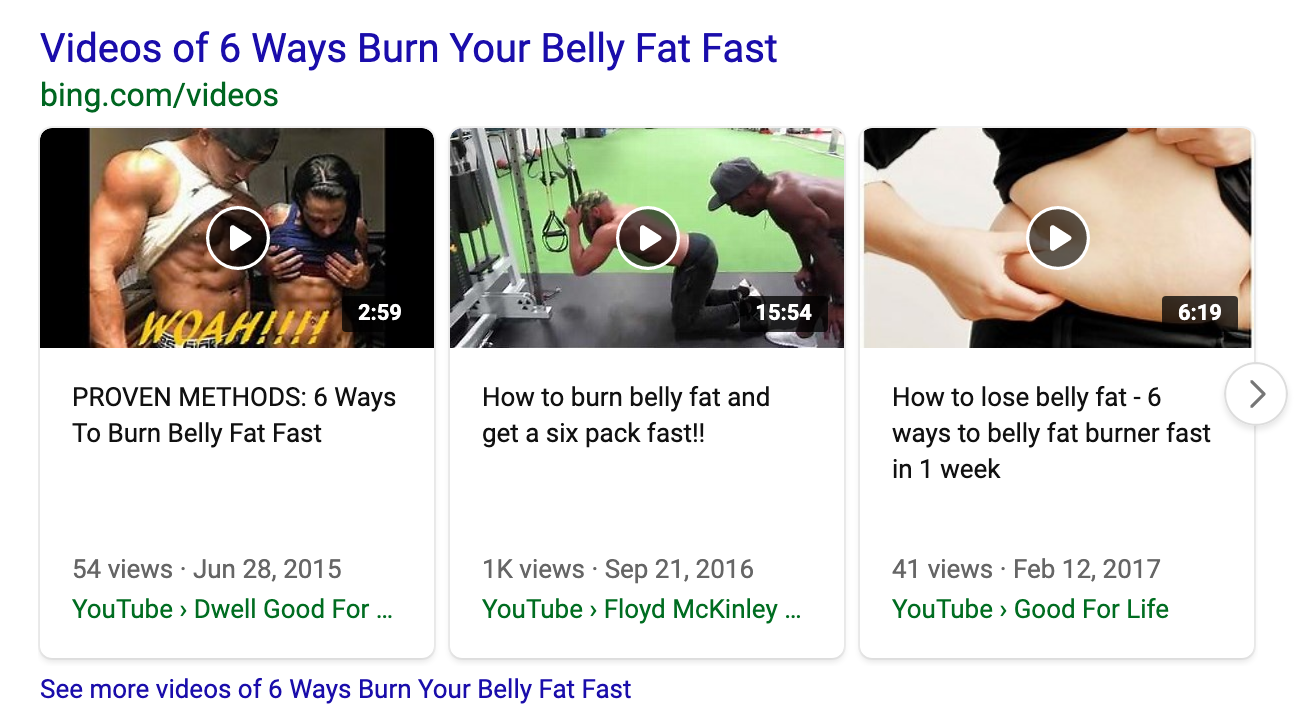 Videos of 6 Ways Burn Your Belly Fat Fast
bing.com/videos
WOAH!!!!
2:59
PROVEN METHODS: 6 Ways
To Burn Belly Fat Fast
54 views · Jun 28, 2015
YouTube › Dwell Good For ...
15:54
How to burn belly fat and
get a six pack fast!!
1K views · Sep 21, 2016
YouTube › Floyd McKinley ...
6:19
How to lose belly fat - 6
ways to belly fat burner fast
in 1 week
41 views · Feb 12, 2017
YouTube › Good For Life
See more videos of 6 Ways Burn Your Belly Fat Fast